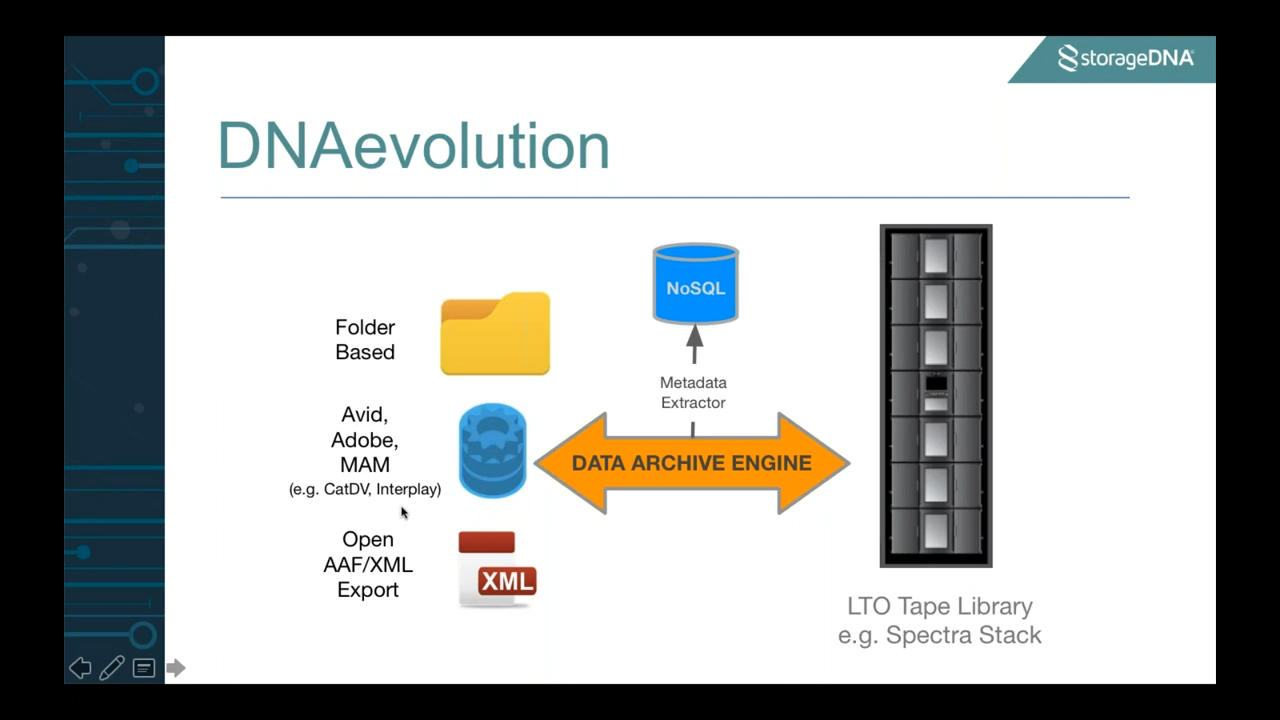 storageDNA
DNAevolution
NoSQL
Folder
Based
Metadata
Extractor
Avid,
Adobe,
MAM
(e.g. CatDV, Interplay)
DATA ARCHIVE ENGINE
Open
AAF/XML
Export
XML
LTO Tape Library
e.g. Spectra Stack